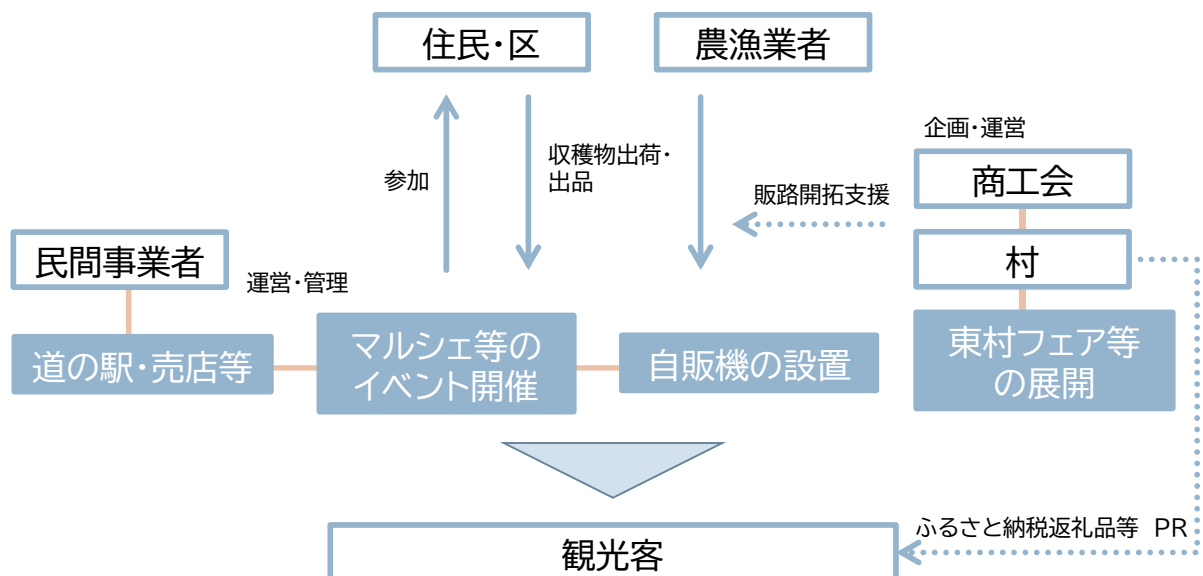 住民・区
農漁業者
企画・運営
商工会
参加
収穫物出荷・
出品
販路開拓支援
民間事業者
運営・管理
村
道の駅・売店等
マルシェ等の
イベント開催
自販機の設置
東村フェア等
の展開
ふるさと納税返礼品等 PR
観光客